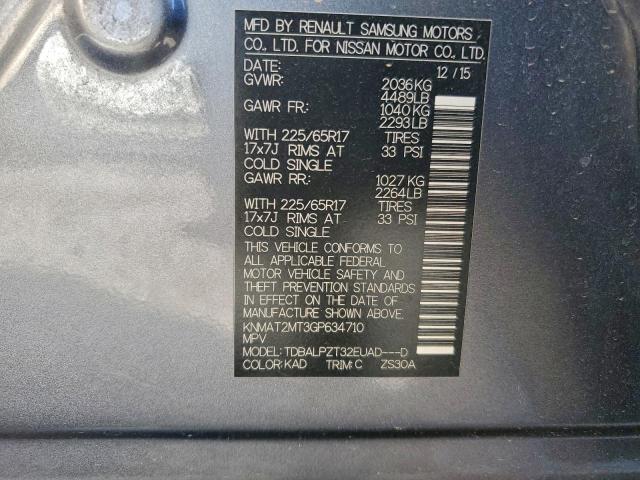 MFD BY RENAULT SAMSUNG MOTORS
CO., LTD. FOR NISSAN MOTOR CO., LTD.
DATE: 12/15
GVWR: 2036KG
4489LB
GAWR FR: 1040KG
2293LB
WITH 225/65R17 TIRES
17x7J RIMS AT 33 PSI
COLD SINGLE
GAWR RR: 1027KG
2264LB
WITH 225/65R17 TIRES
17x7J RIMS AT 33 PSI
COLD SINGLE
THIS VEHICLE CONFORMS TO
ALL APPLICABLE FEDERAL
MOTOR VEHICLE SAFETY AND
THEFT PREVENTION STANDARDS IN
EFFECT ON THE DATE OF
MANUFACTURE SHOWN ABOVE.
KNMAT2MT3GP634710
MPV
MODEL: TDBALPZT32EUAD---D
COLOR: KAD TRIM: C ZS30A